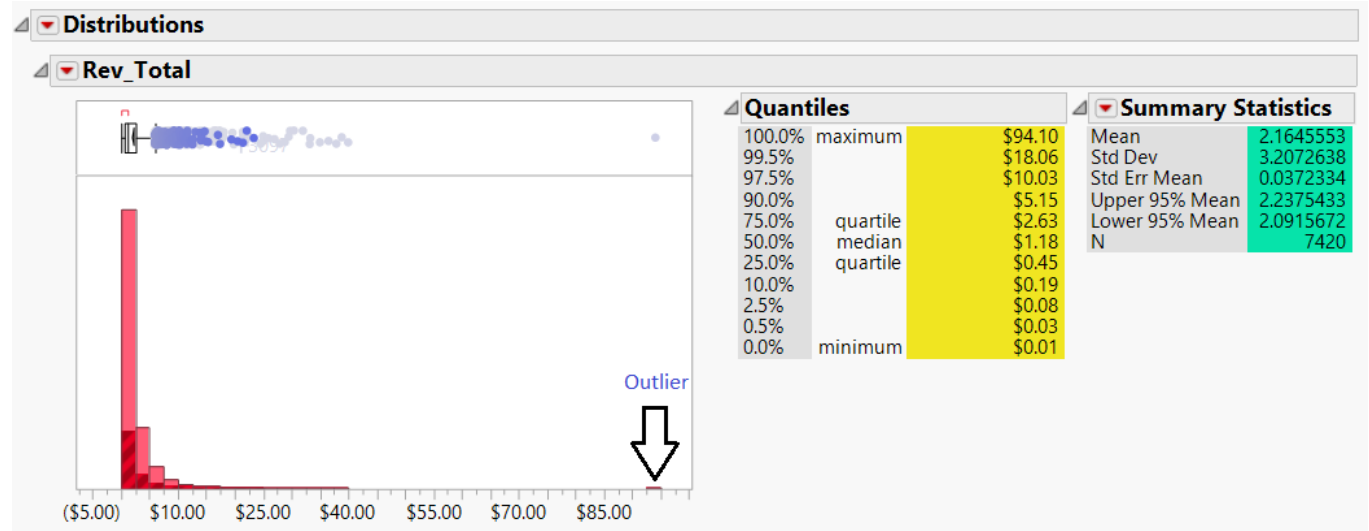 Distributions
Rev_Total
Quantiles
100.0% maximum $94.10
99.5% $18.06
97.5% $10.03
90.0% $5.15
75.0% quartile $2.63
50.0% median $1.18
25.0% quartile $0.45
10.0% $0.19
2.5% $0.08
0.5% $0.03
0.0% minimum $0.01
Summary Statistics
Mean 2.1645553
Std Dev 3.2072638
Std Err Mean 0.0372334
Upper 95% Mean 2.2375433
Lower 95% Mean 2.0915672
N 7420
Outlier
($5.00) $10.00 $25.00 $40.00 $55.00 $70.00 $85.00